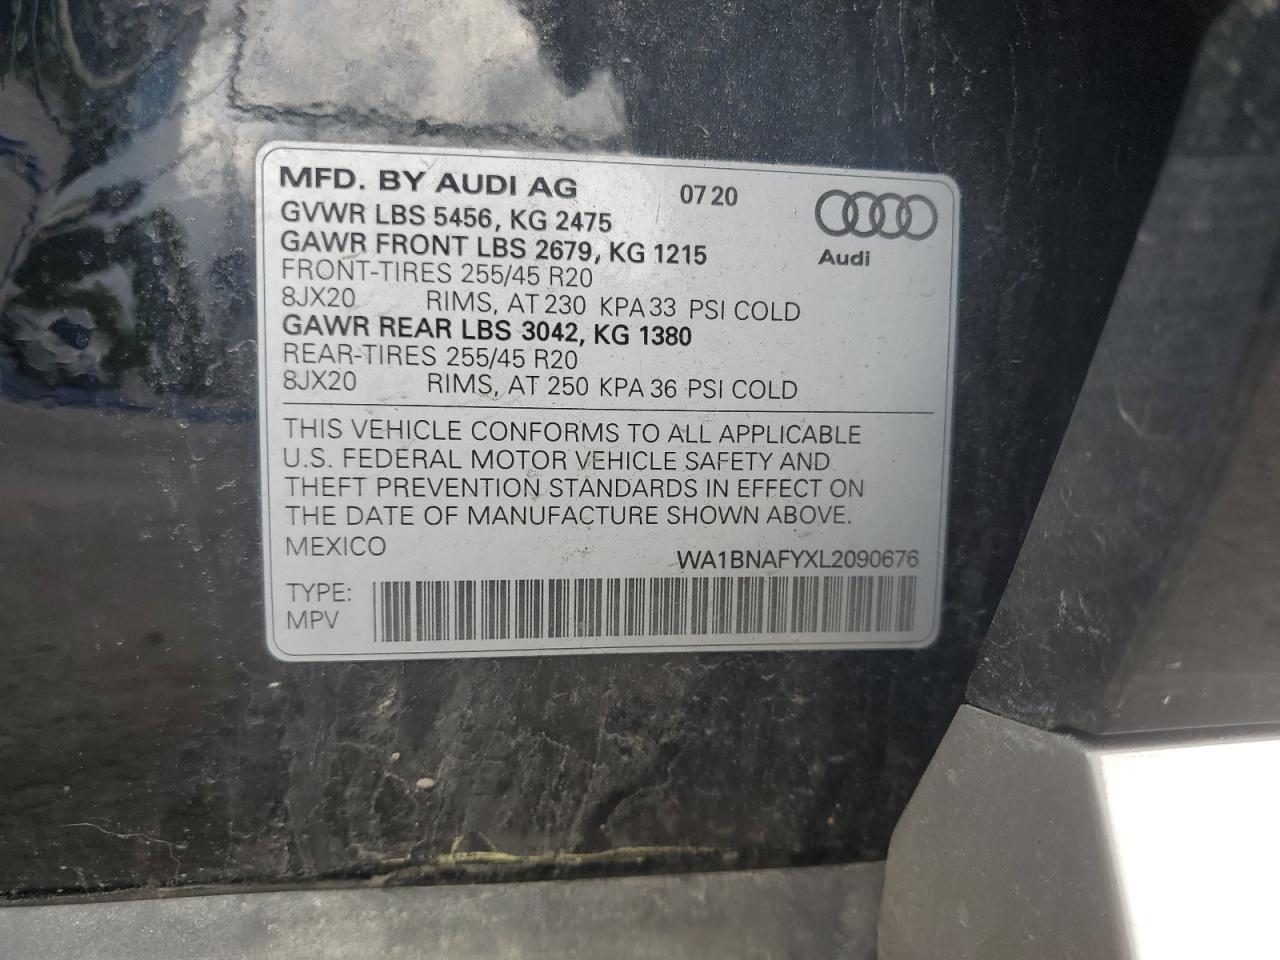 MFD. BY AUDI AG 07 20
GVWR LBS 5456, KG 2475
GAWR FRONT LBS 2679, KG 1215
Audi
FRONT-TIRES 255/45 R20
8JX20 RIMS, AT 230 KPA 33 PSI COLD
GAWR REAR LBS 3042, KG 1380
REAR-TIRES 255/45 R20
8JX20 RIMS, AT 250 KPA 36 PSI COLD
THIS VEHICLE CONFORMS TO ALL APPLICABLE
U.S. FEDERAL MOTOR VEHICLE SAFETY AND
THEFT PREVENTION STANDARDS IN EFFECT ON
THE DATE OF MANUFACTURE SHOWN ABOVE.
MEXICO WA1BNAFYXL2090676
TYPE:
MPV